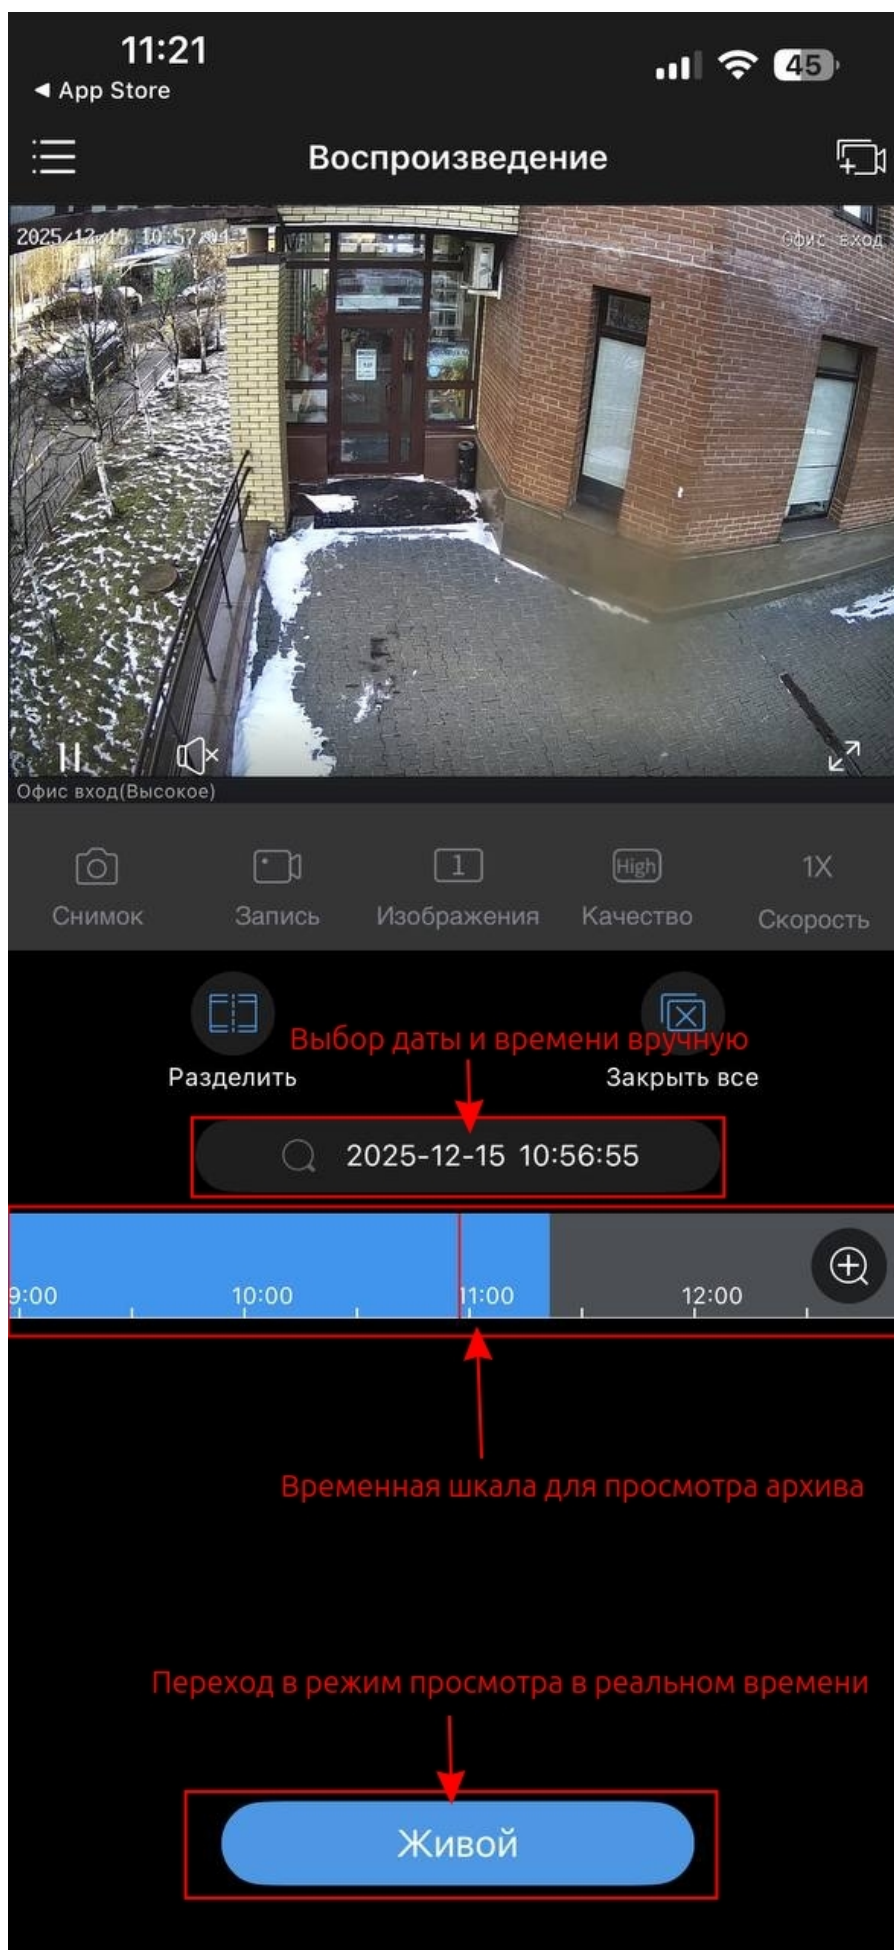 11:21
◀ App Store
45
Воспроизведение
2025/12/15 10:57:04
Офис вход
Офис вход(Высокое)
1
High
1X
Снимок
Запись
Изображения
Качество
Скорость
Выбор даты и времени вручную
Разделить
Закрыть все
2025-12-15 10:56:55
9:00
10:00
11:00
12:00
Временная шкала для просмотра архива
Переход в режим просмотра в реальном времени
Живой